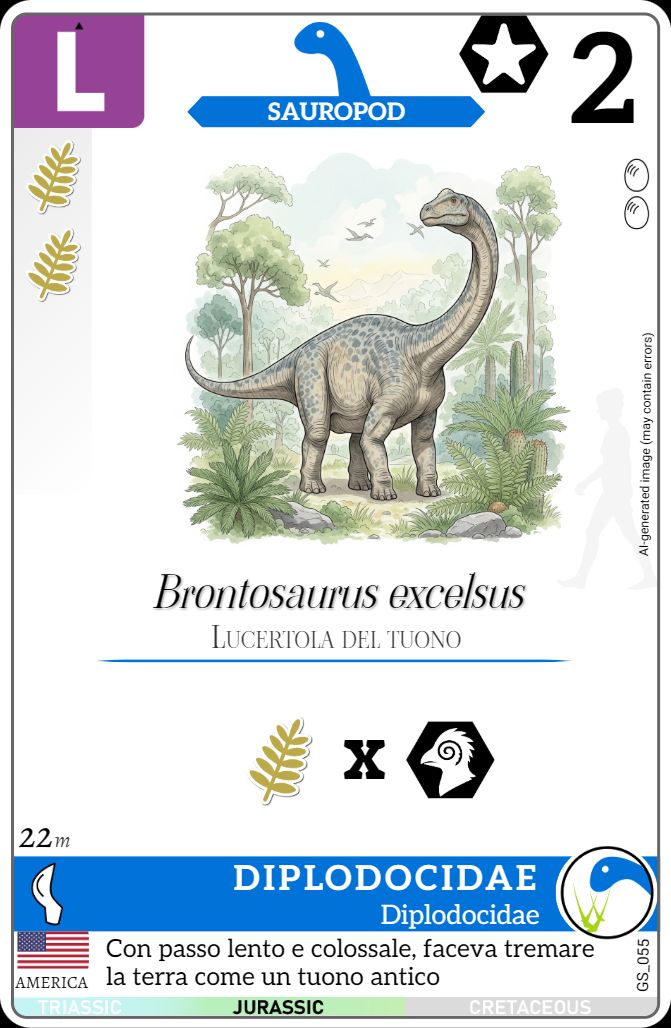 L
SAUROPOD
2
AI-generated image (may contain errors)
Brontosaurus excelsus
LUCERTOLA DEL TUONO
X
22 m
DIPLODOCIDAE
Diplodocidae
AMERICA
Con passo lento e colossale, faceva tremare
la terra come un tuono antico
GS_055
TRIASSIC
JURASSIC
CRETACEOUS